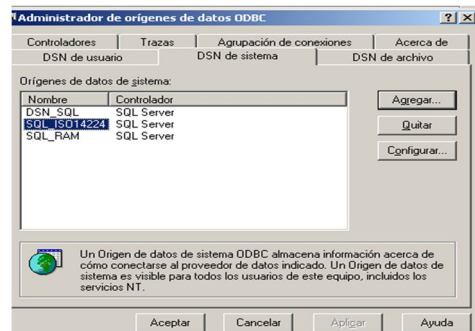 Administrador de orígenes de datos ODBC
Controladores Trazas Agrupación de conexiones Acerca de
DSN de usuario DSN de sistema DSN de archivo
Orígenes de datos de sistema:
Nombre Controlador
DSN_SQL SQL Server
SQL_ISO14224 SQL Server
SQL_RAM SQL Server
Agregar...
Quitar
Configurar...
Un Origen de datos de sistema ODBC almacena información acerca de
cómo conectarse al proveedor de datos indicado. Un Origen de datos de
sistema es visible para todos los usuarios de este equipo, incluidos los
servicios NT.
Aceptar Cancelar Aplicar Ayuda